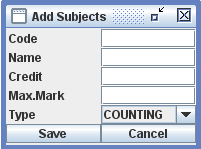 Add Subjects
Code
Name
Credit
Max.Mark
Type COUNTING
Save Cancel